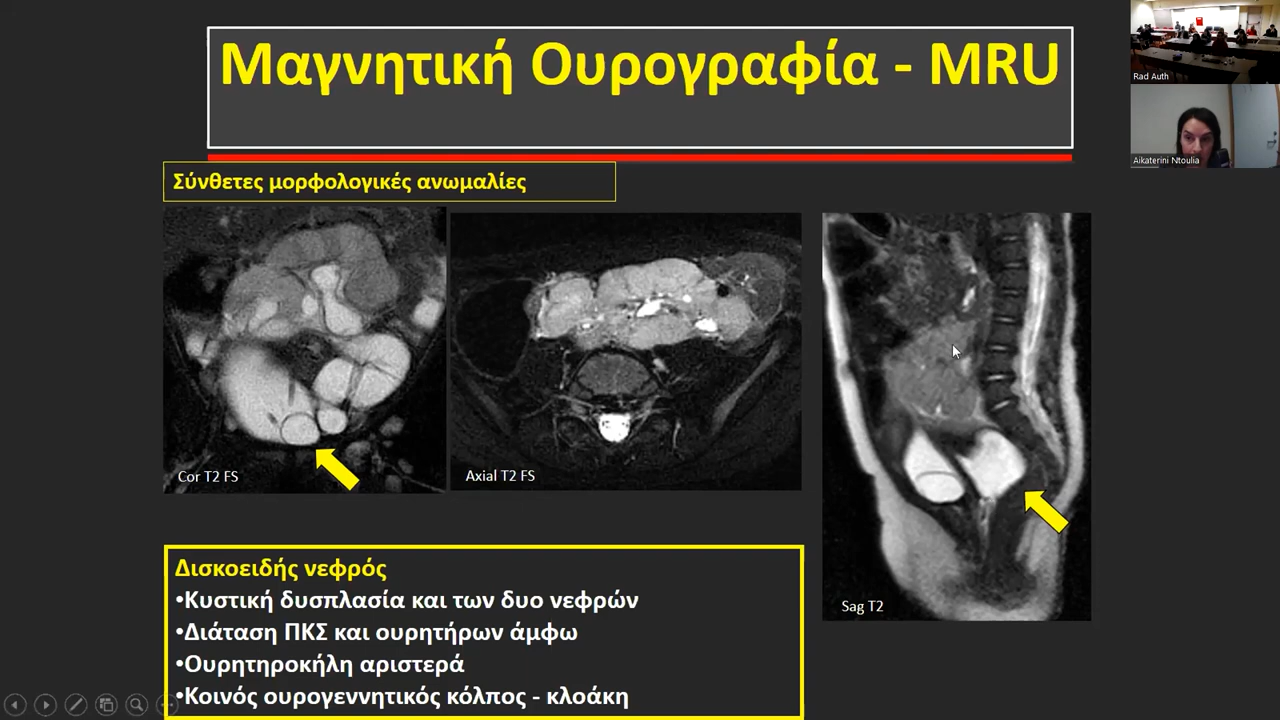 Μαγνητική Ουρογραφία - MRU
Rad Auth
Aikaterini Ntoulia
Σύνθετες μορφολογικές ανωμαλίες
Cor T2 FS
Axial T2 FS
Sag T2
Δισκοειδής νεφρός
•Κυστική δυσπλασία και των δυο νεφρών
•Διάταση ΠΚΣ και ουρητήρων άμφω
•Ουρητηροκήλη αριστερά
•Κοινός ουρογεννητικός κόλπος - κλοάκη